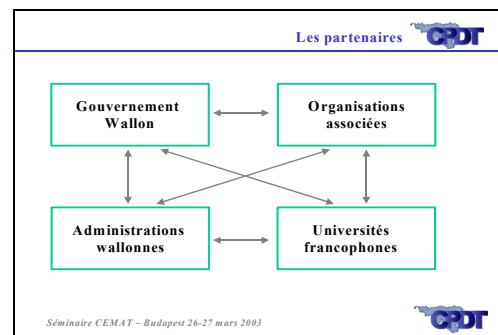 Les partenaires
CPDT
Gouvernement
Wallon
Organisations
associées
Administrations
wallonnes
Universités
francophones
Séminaire CEMAT – Budapest 26-27 mars 2003
CPDT